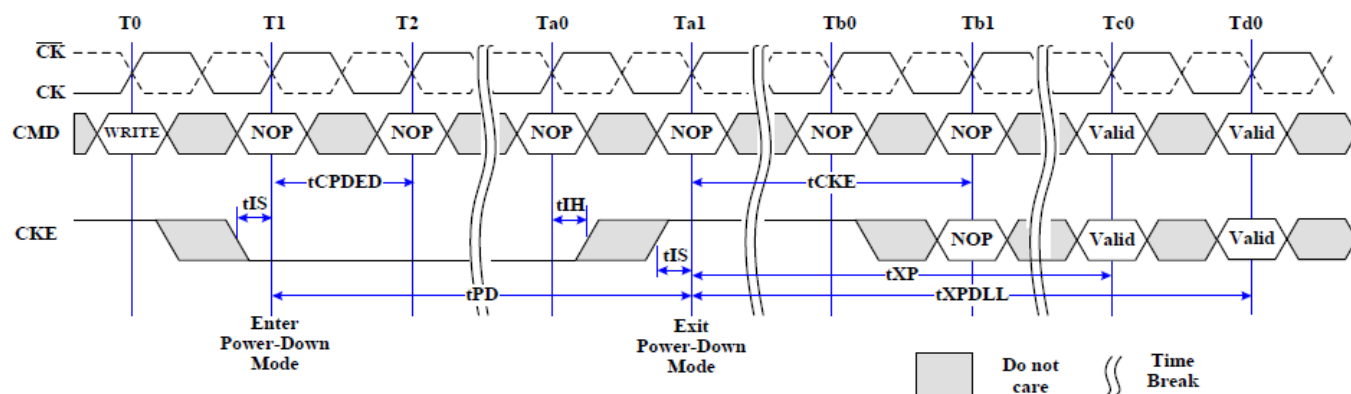 T0 T1 T2 Ta0 Ta1 Tb0 Tb1 Tc0 Td0
CK
CK
CMD WRITE NOP NOP NOP NOP NOP NOP Valid Valid
tCPDED tCKE
tIS tIH
CKE NOP Valid Valid
tIS
tXP
tPD tXPDLL
Enter
Power-Down
Mode
Exit
Power-Down
Mode
Do not
care
Time
Break